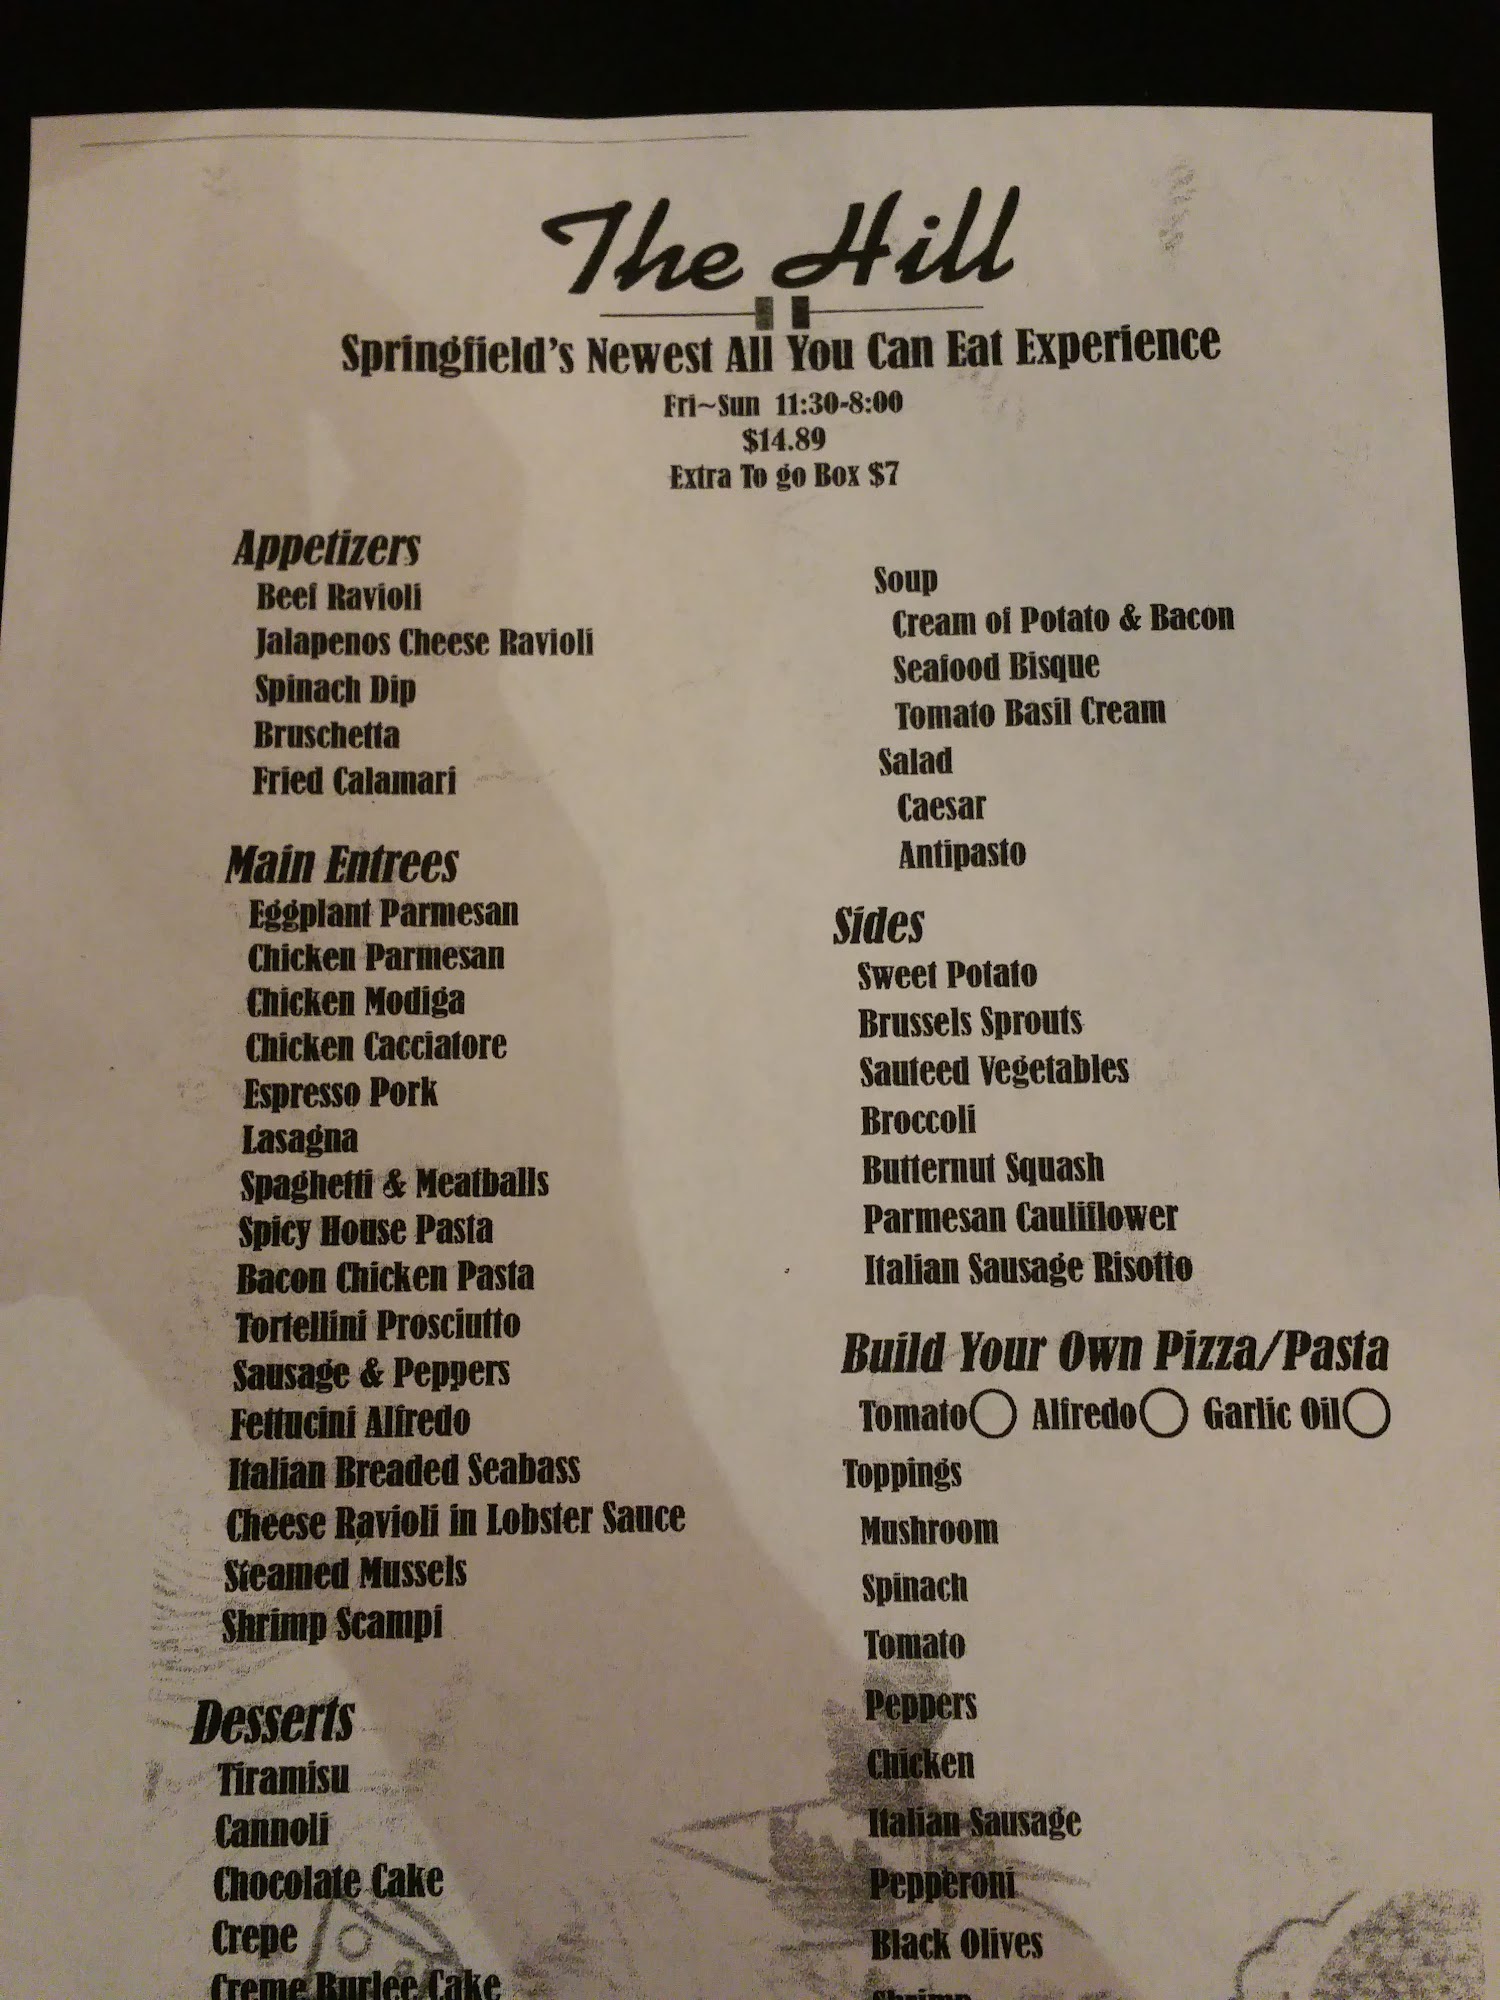 The Hill
Springfield's Newest All You Can Eat Experience
Fri~Sun 11:30-8:00
$14.89
Extra To go Box $7
Appetizers
Beef Ravioli
Jalapenos Cheese Ravioli
Spinach Dip
Bruschetta
Fried Calamari
Main Entrees
Eggplant Parmesan
Chicken Parmesan
Chicken Modiga
Chicken Cacciatore
Espresso Pork
Lasagna
Spaghetti & Meatballs
Spicy House Pasta
Bacon Chicken Pasta
Tortellini Prosciutto
Sausage & Peppers
Fettucini Alfredo
Italian Breaded Seabass
Cheese Ravioli in Lobster Sauce
Steamed Mussels
Shrimp Scampi
Desserts
Tiramisu
Cannoli
Chocolate Cake
Crepe
Creme Burlee Cake
Soup
Cream of Potato & Bacon
Seafood Bisque
Tomato Basil Cream
Salad
Caesar
Antipasto
Sides
Sweet Potato
Brussels Sprouts
Sauteed Vegetables
Broccoli
Butternut Squash
Parmesan Cauliflower
Italian Sausage Risotto
Build Your Own Pizza/Pasta
Tomato Alfredo Garlic Oil
Toppings
Mushroom
Spinach
Tomato
Peppers
Chicken
Italian Sausage
Pepperoni
Black Olives
Shrimp